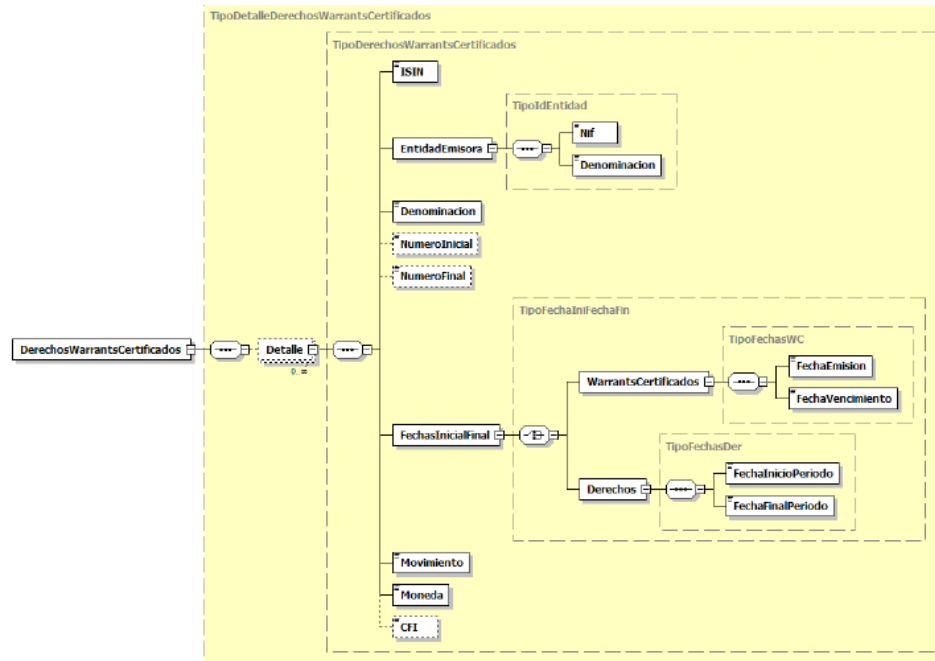 TipoDetalleDerechosWarrantsCertificados
TipoDerechosWarrantsCertificados
ISIN
TipoIdEntidad
Nif
EntidadEmisora
Denominacion
Denominacion
NumeroInicial
NumeroFinal
TipoFechaIniFechaFin
TipoFechasWC
DerechosWarrantsCertificados
Detalle
0..∞
FechaEmision
WarrantsCertificados
FechaVencimiento
FechasInicialFinal
TipoFechasDer
FechaInicioPeriodo
Derechos
FechaFinalPeriodo
Movimiento
Moneda
CFI